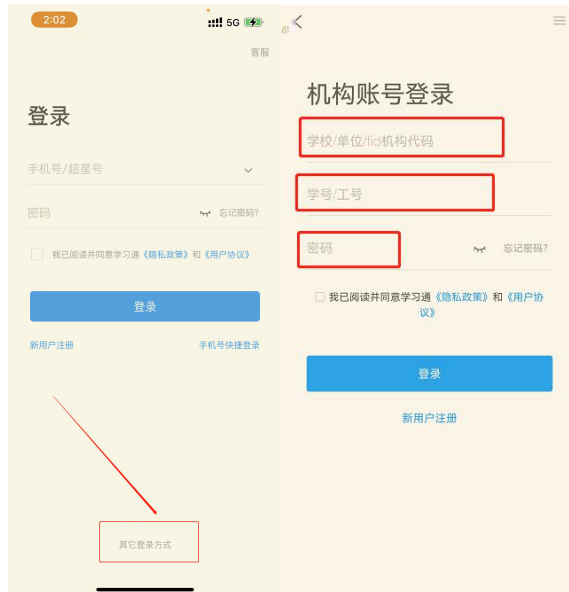 2:02
5G
客服
登录
手机号/超星号
密码
忘记密码?
我已阅读并同意学习通《隐私政策》和《用户协议》
登录
新用户注册
手机号快捷登录
其它登录方式
机构账号登录
学校/单位/fid机构代码
学号/工号
密码
忘记密码?
我已阅读并同意学习通《隐私政策》和《用户协
议》
登录
新用户注册